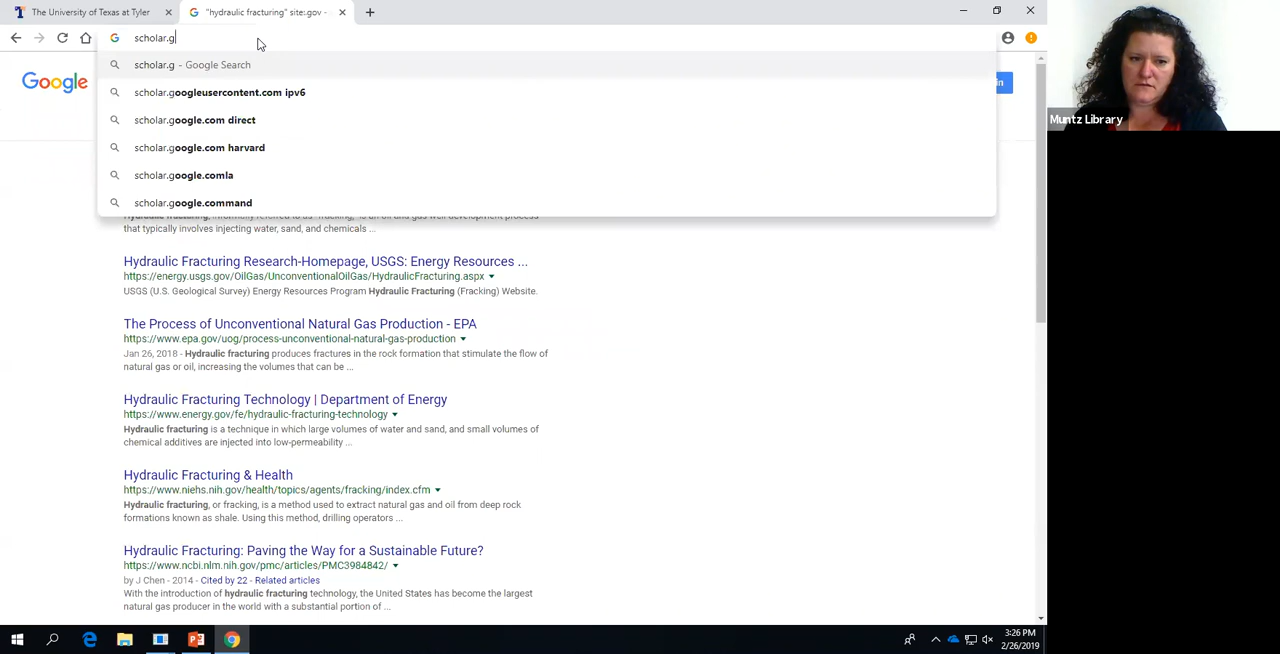 The University of Texas at Tyler
"hydraulic fracturing" site:.gov -
scholar.g
scholar.g - Google Search
scholar.googleusercontent.com ipv6
scholar.google.com direct
scholar.google.com harvard
scholar.google.comla
scholar.google.command
Google
in
Muntz Library
that typically involves injecting water, sand, and chemicals ...
Hydraulic Fracturing Research-Homepage, USGS: Energy Resources ...
https://energy.usgs.gov/OilGas/UnconventionalOilGas/HydraulicFracturing.aspx
USGS (U.S. Geological Survey) Energy Resources Program Hydraulic Fracturing (Fracking) Website.
The Process of Unconventional Natural Gas Production - EPA
https://www.epa.gov/uog/process-unconventional-natural-gas-production
Jan 26, 2018 - Hydraulic fracturing produces fractures in the rock formation that stimulate the flow of
natural gas or oil, increasing the volumes that can be ...
Hydraulic Fracturing Technology | Department of Energy
https://www.energy.gov/fe/hydraulic-fracturing-technology
Hydraulic fracturing is a technique in which large volumes of water and sand, and small volumes of
chemical additives are injected into low-permeability ...
Hydraulic Fracturing & Health
https://www.niehs.nih.gov/health/topics/agents/fracking/index.cfm
Hydraulic fracturing, or fracking, is a method used to extract natural gas and oil from deep rock
formations known as shale. Using this method, drilling operators ...
Hydraulic Fracturing: Paving the Way for a Sustainable Future?
https://www.ncbi.nlm.nih.gov/pmc/articles/PMC3984842/
by J Chen - 2014 - Cited by 22 - Related articles
With the introduction of hydraulic fracturing technology, the United States has become the largest
natural gas producer in the world with a substantial portion of ...
3:26 PM
2/26/2019